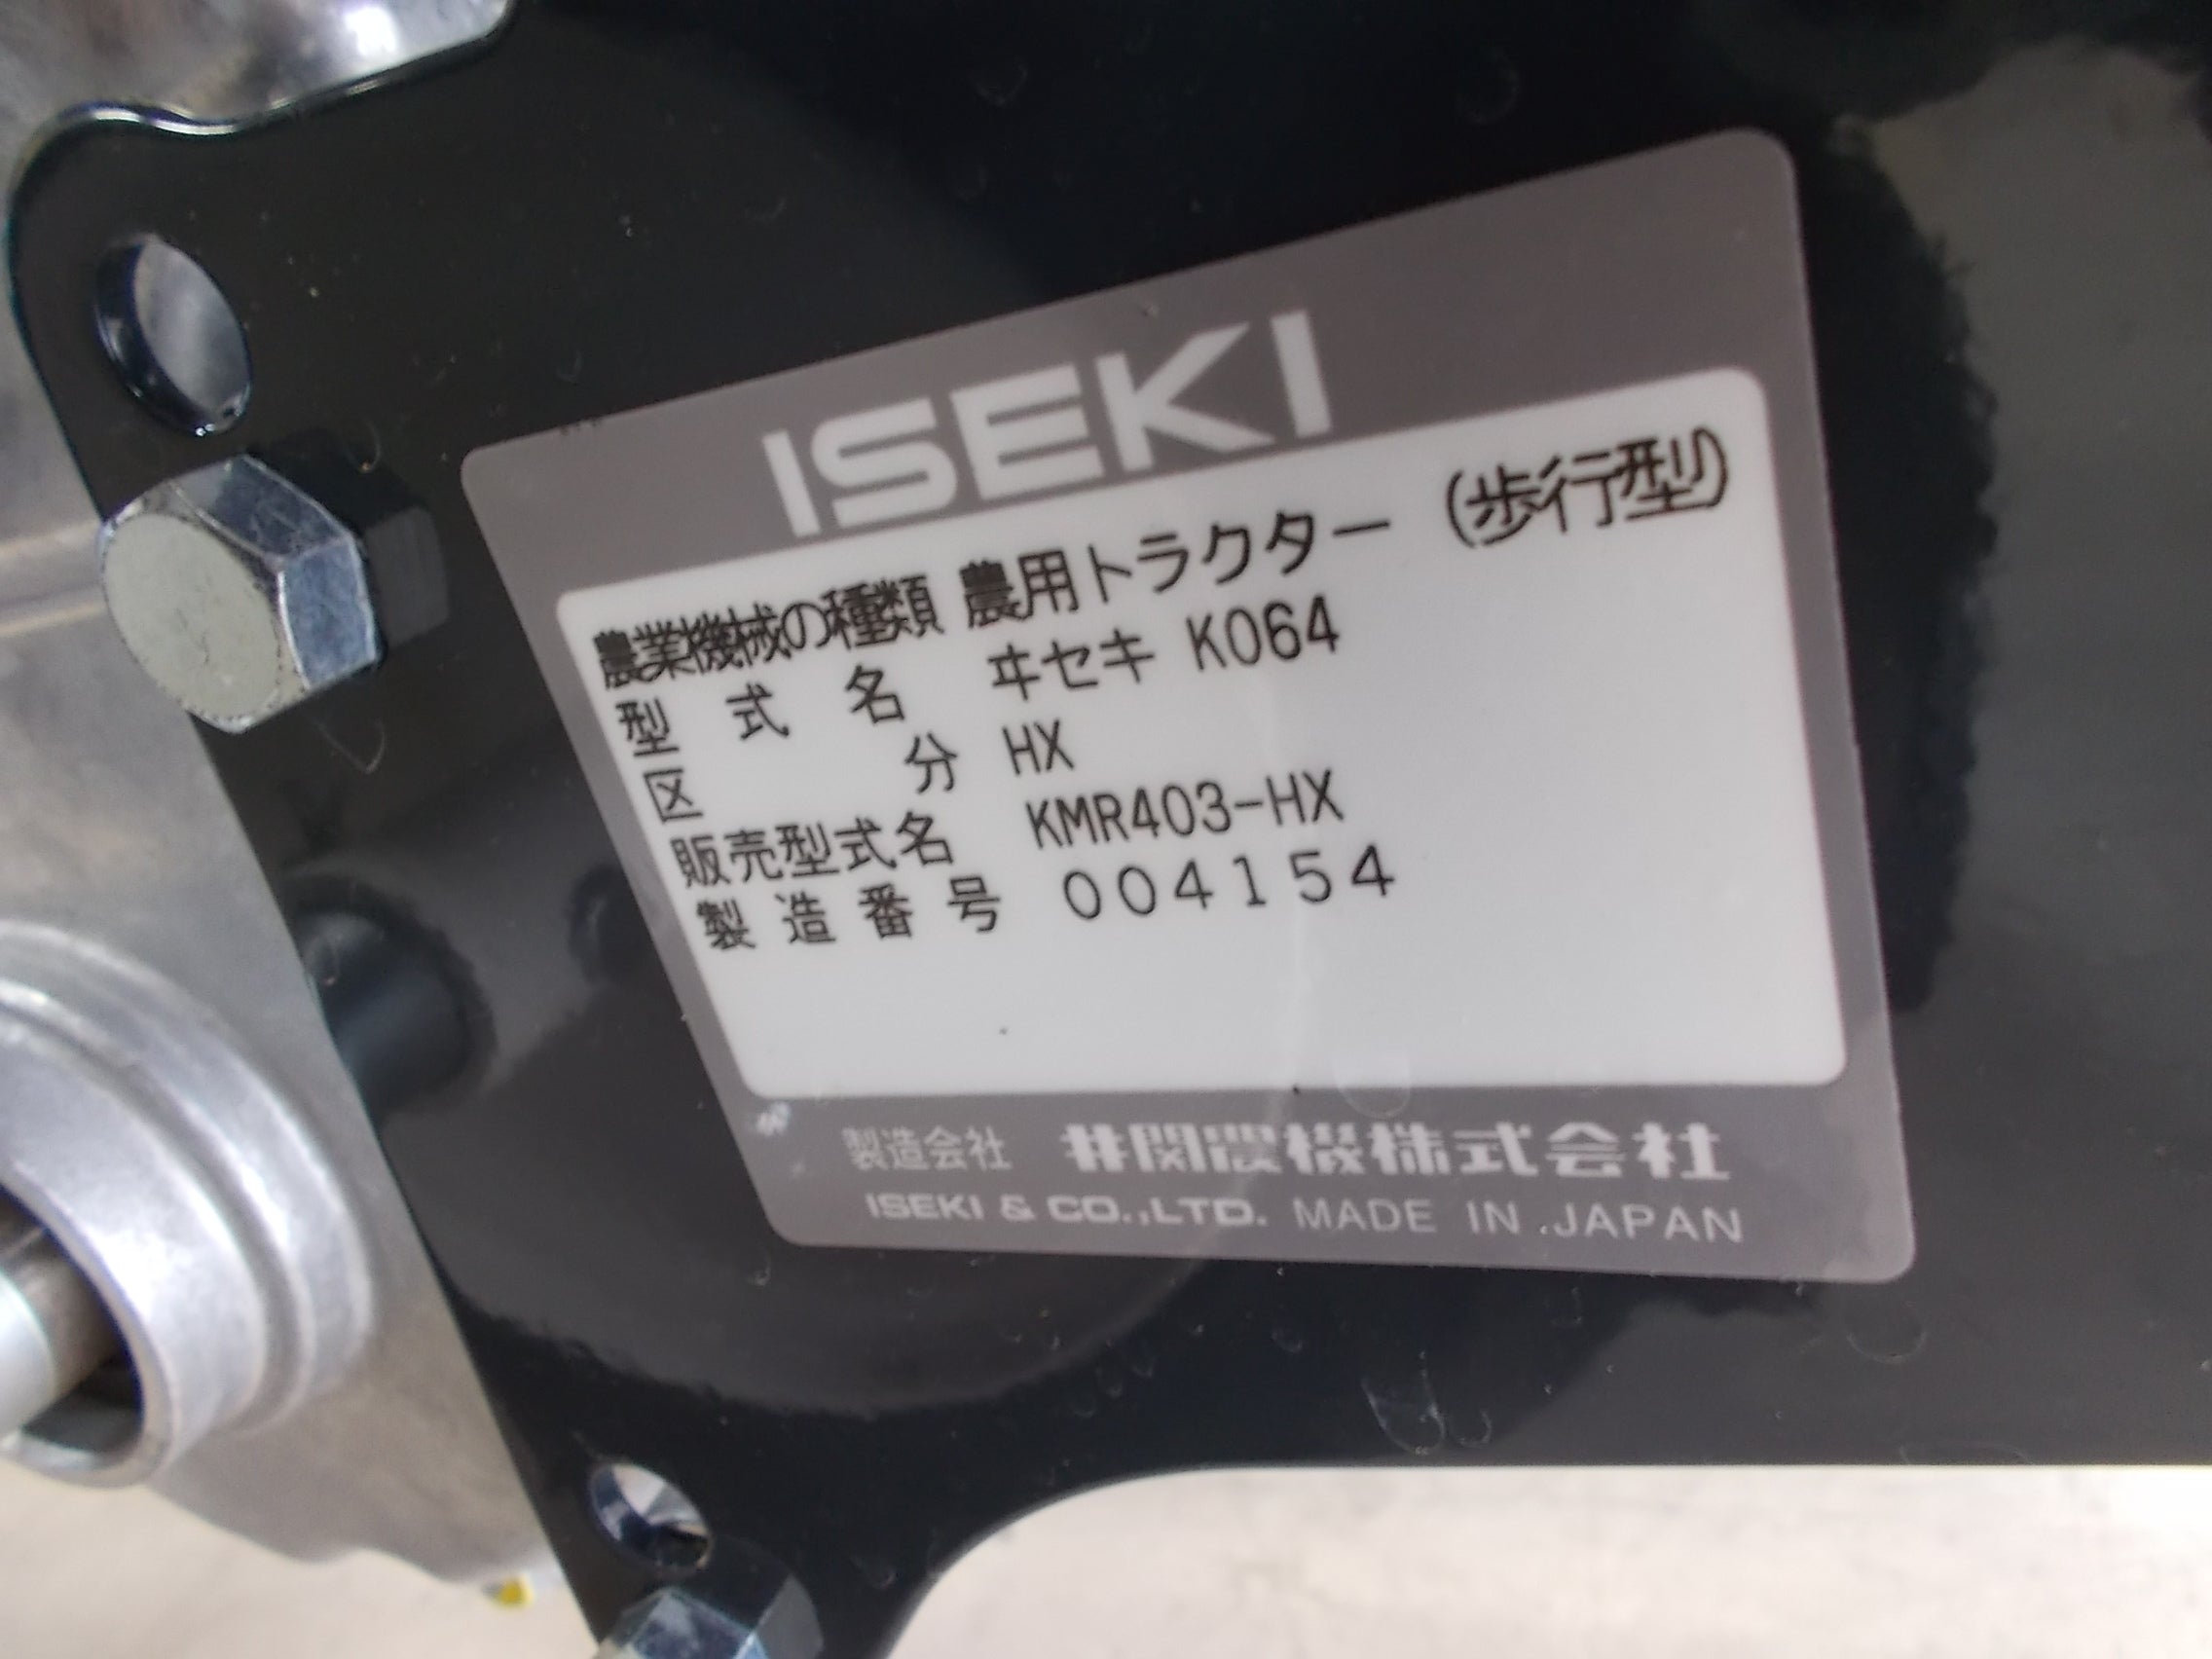 ISEKI
農業機械の種類 農用トラクター (歩行型)
型式名 ヰセキ K064
区分 HX
販売型式名 KMR403-HX
製造番号 004154
製造会社 井関農機株式会社
ISEKI & CO.,LTD. MADE IN JAPAN